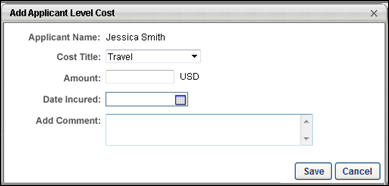 Add Applicant Level Cost
Applicant Name: Jessica Smith
Cost Title: Travel
Amount: USD
Date Incured:
Add Comment:
Save Cancel